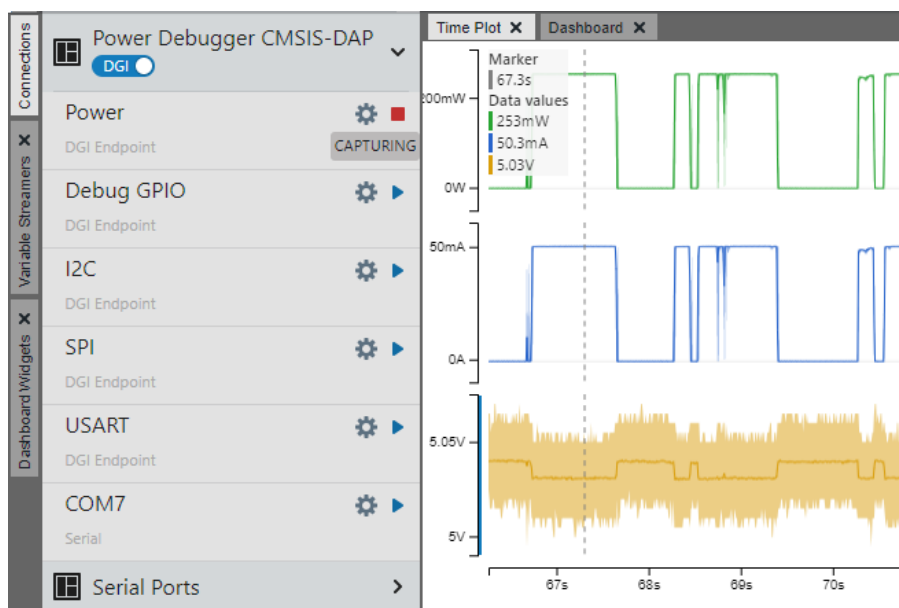 Connections
Variable Streamers
Dashboard Widgets
Power Debugger CMSIS-DAP
DGI
Power
DGI Endpoint
CAPTURING
Debug GPIO
DGI Endpoint
I2C
DGI Endpoint
SPI
DGI Endpoint
USART
DGI Endpoint
COM7
Serial
Serial Ports
Time Plot
Dashboard
Marker
67.3s
Data values
253mW
50.3mA
5.03V
200mW
0W
50mA
0A
5.05V
5V
67s 68s 69s 70s